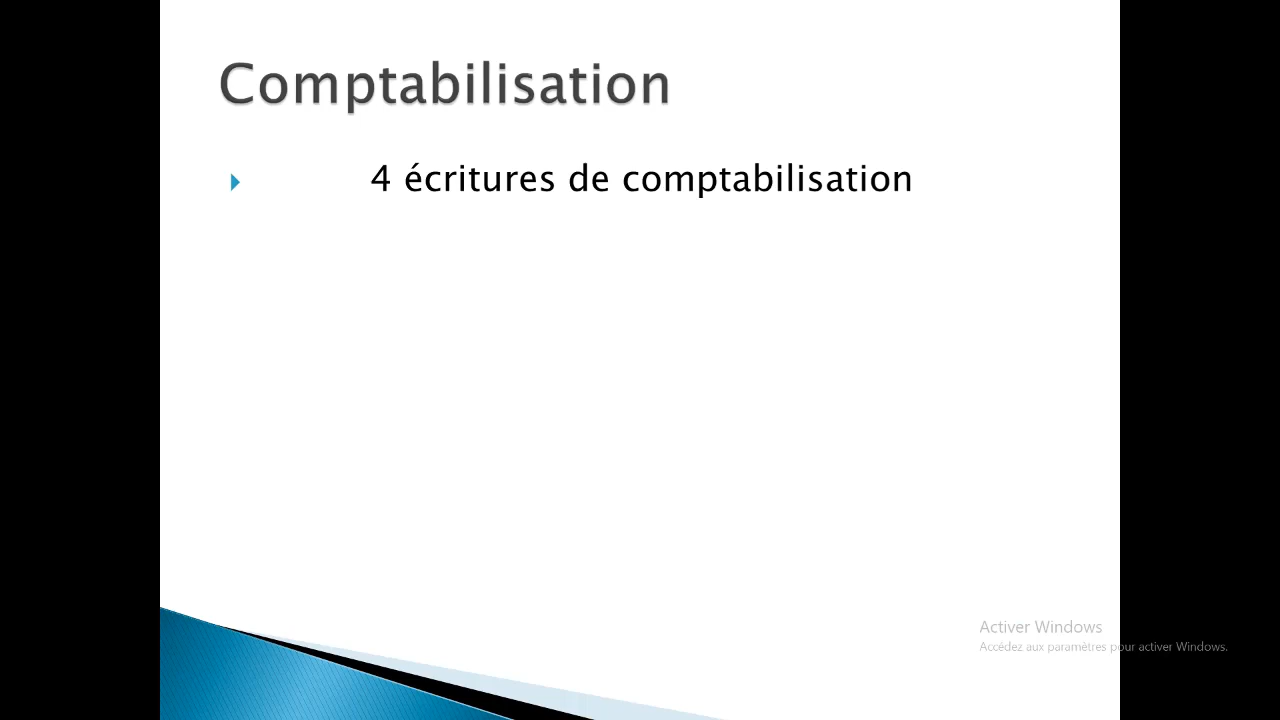 Comptabilisation
4 écritures de comptabilisation
Activer Windows
Accédez aux paramètres pour activer Windows.